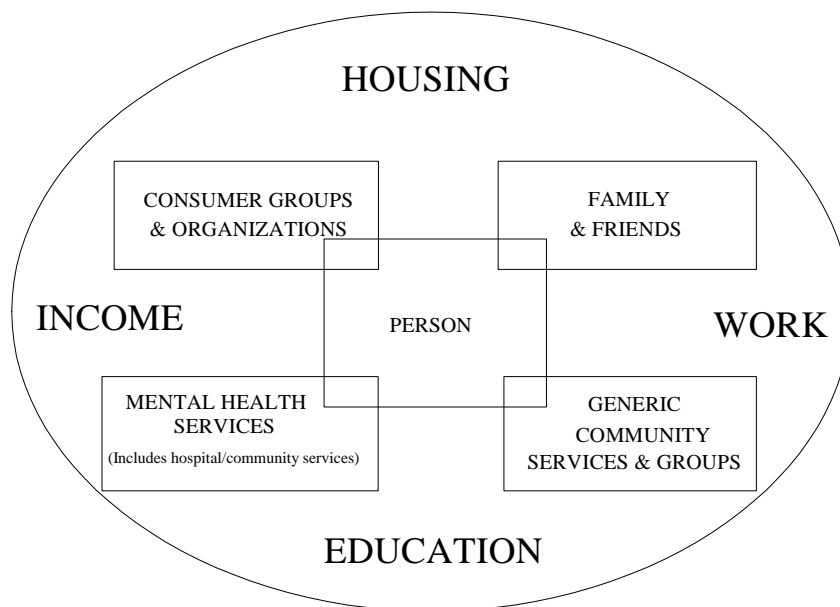 HOUSING
CONSUMER GROUPS
& ORGANIZATIONS
FAMILY
& FRIENDS
INCOME
PERSON
WORK
MENTAL HEALTH
SERVICES
(Includes hospital/community services)
GENERIC
COMMUNITY
SERVICES & GROUPS
EDUCATION